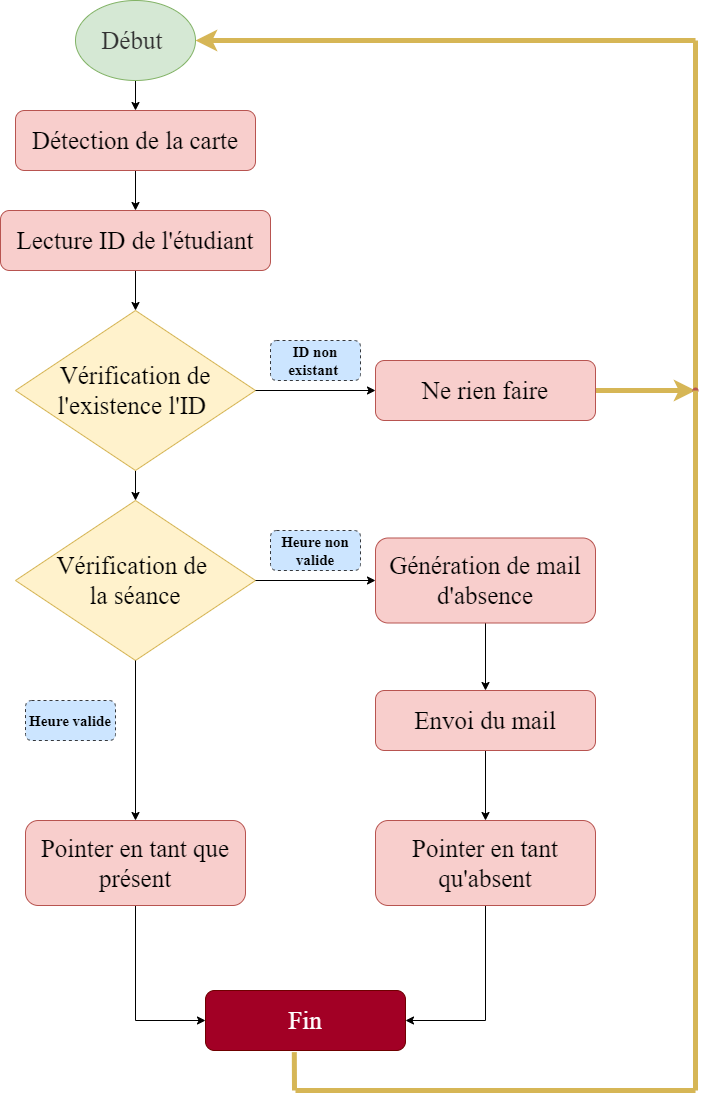 Début
Détection de la carte
Lecture ID de l'étudiant
Vérification de
l'existence l'ID
ID non
existant
Ne rien faire
Vérification de
la séance
Heure non
valide
Génération de mail
d'absence
Envoi du mail
Heure valide
Pointer en tant que
présent
Pointer en tant
qu'absent
Fin